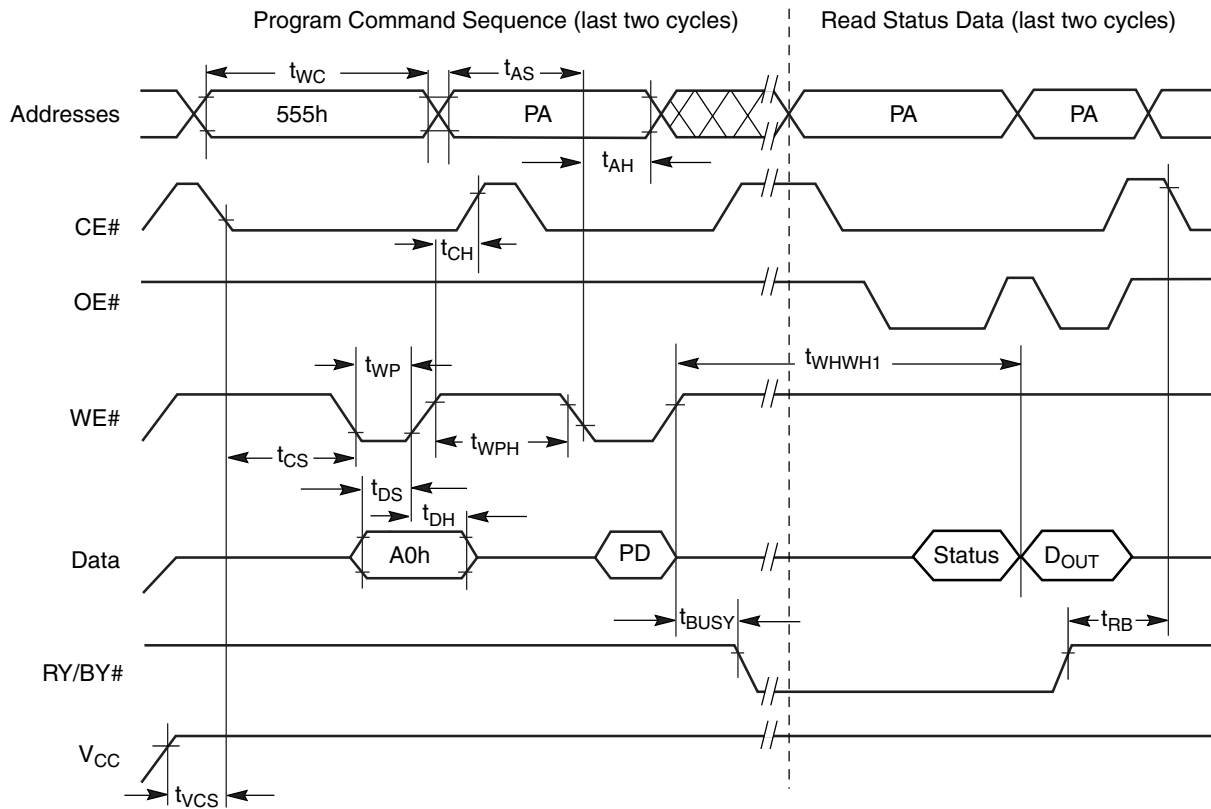 Program Command Sequence (last two cycles)
Read Status Data (last two cycles)
tWC
tAS
Addresses
555h
PA
PA
PA
tAH
CE#
tCH
OE#
tWP
tWHWH1
WE#
tCS
tWPH
tDS
tDH
Data
A0h
PD
Status
DOUT
tBUSY
tRB
RY/BY#
VCC
tVCS